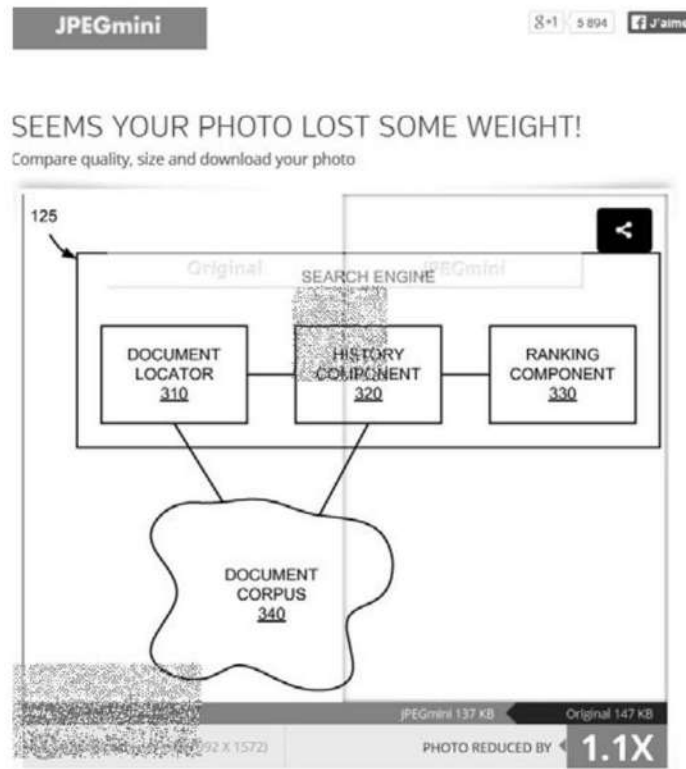 JPEGmini
g+1 5 894 f J'aime
SEEMS YOUR PHOTO LOST SOME WEIGHT!
Compare quality, size and download your photo
125
Original JPEGmini
SEARCH ENGINE
DOCUMENT
LOCATOR
310
HISTORY
COMPONENT
320
RANKING
COMPONENT
330
DOCUMENT
CORPUS
340
JPEGmini 137 KB Original 147 KB
92 X 1572)
PHOTO REDUCED BY 1.1X